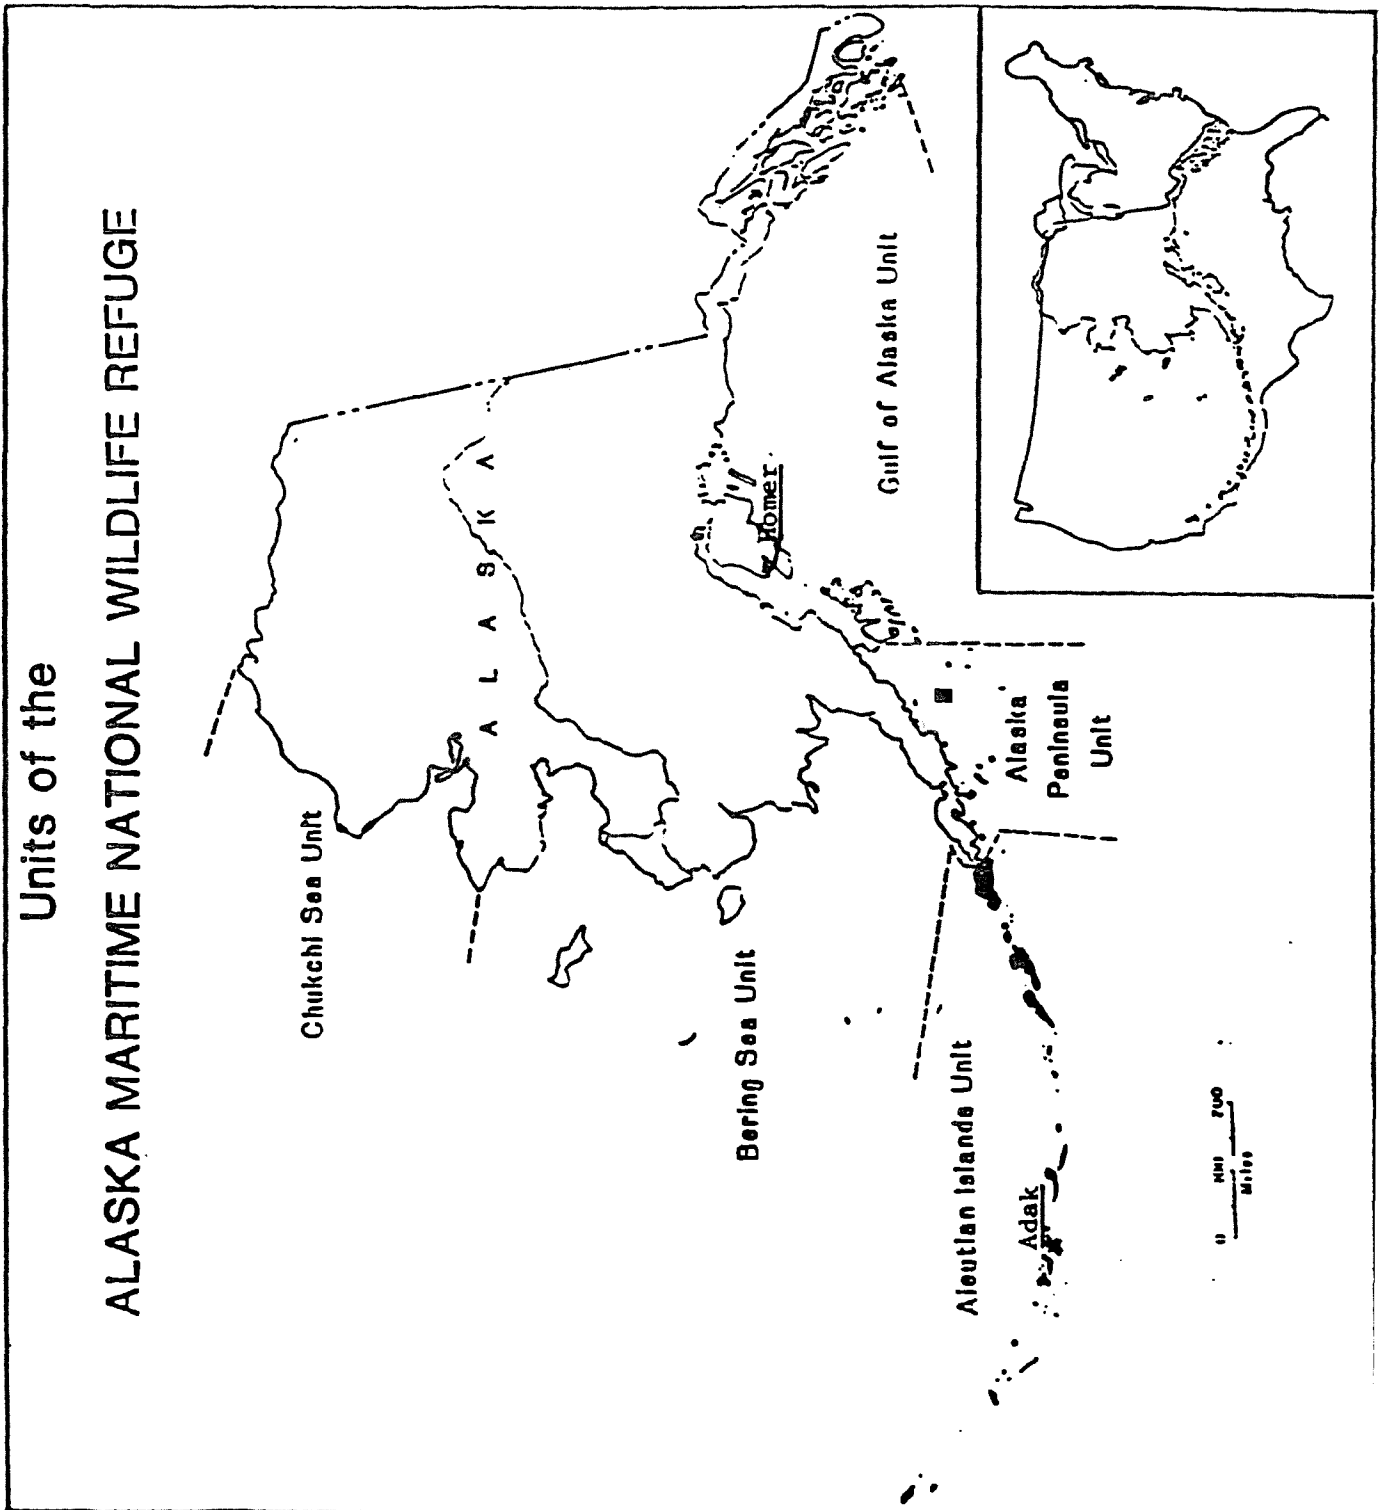 Units of the
ALASKA MARITIME NATIONAL WILDLIFE REFUGE
Chukchi Sea Unit
A L A S K A
Bering Sea Unit
Homer
Gulf of Alaska Unit
Aleutian Islands Unit
Adak
Alaska
Peninsula
Unit
0 200
Miles